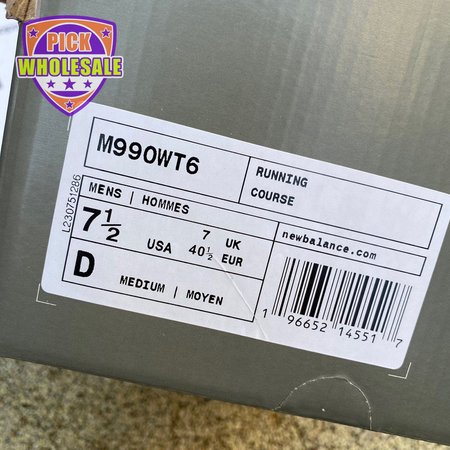 PICK
WHOLESALE
M990WT6
RUNNING
COURSE
L230751286
MENS | HOMMES
7 1/2 USA
7 UK
40 1/2 EUR
newbalance.com
D MEDIUM | MOYEN
1 96652 14551 7